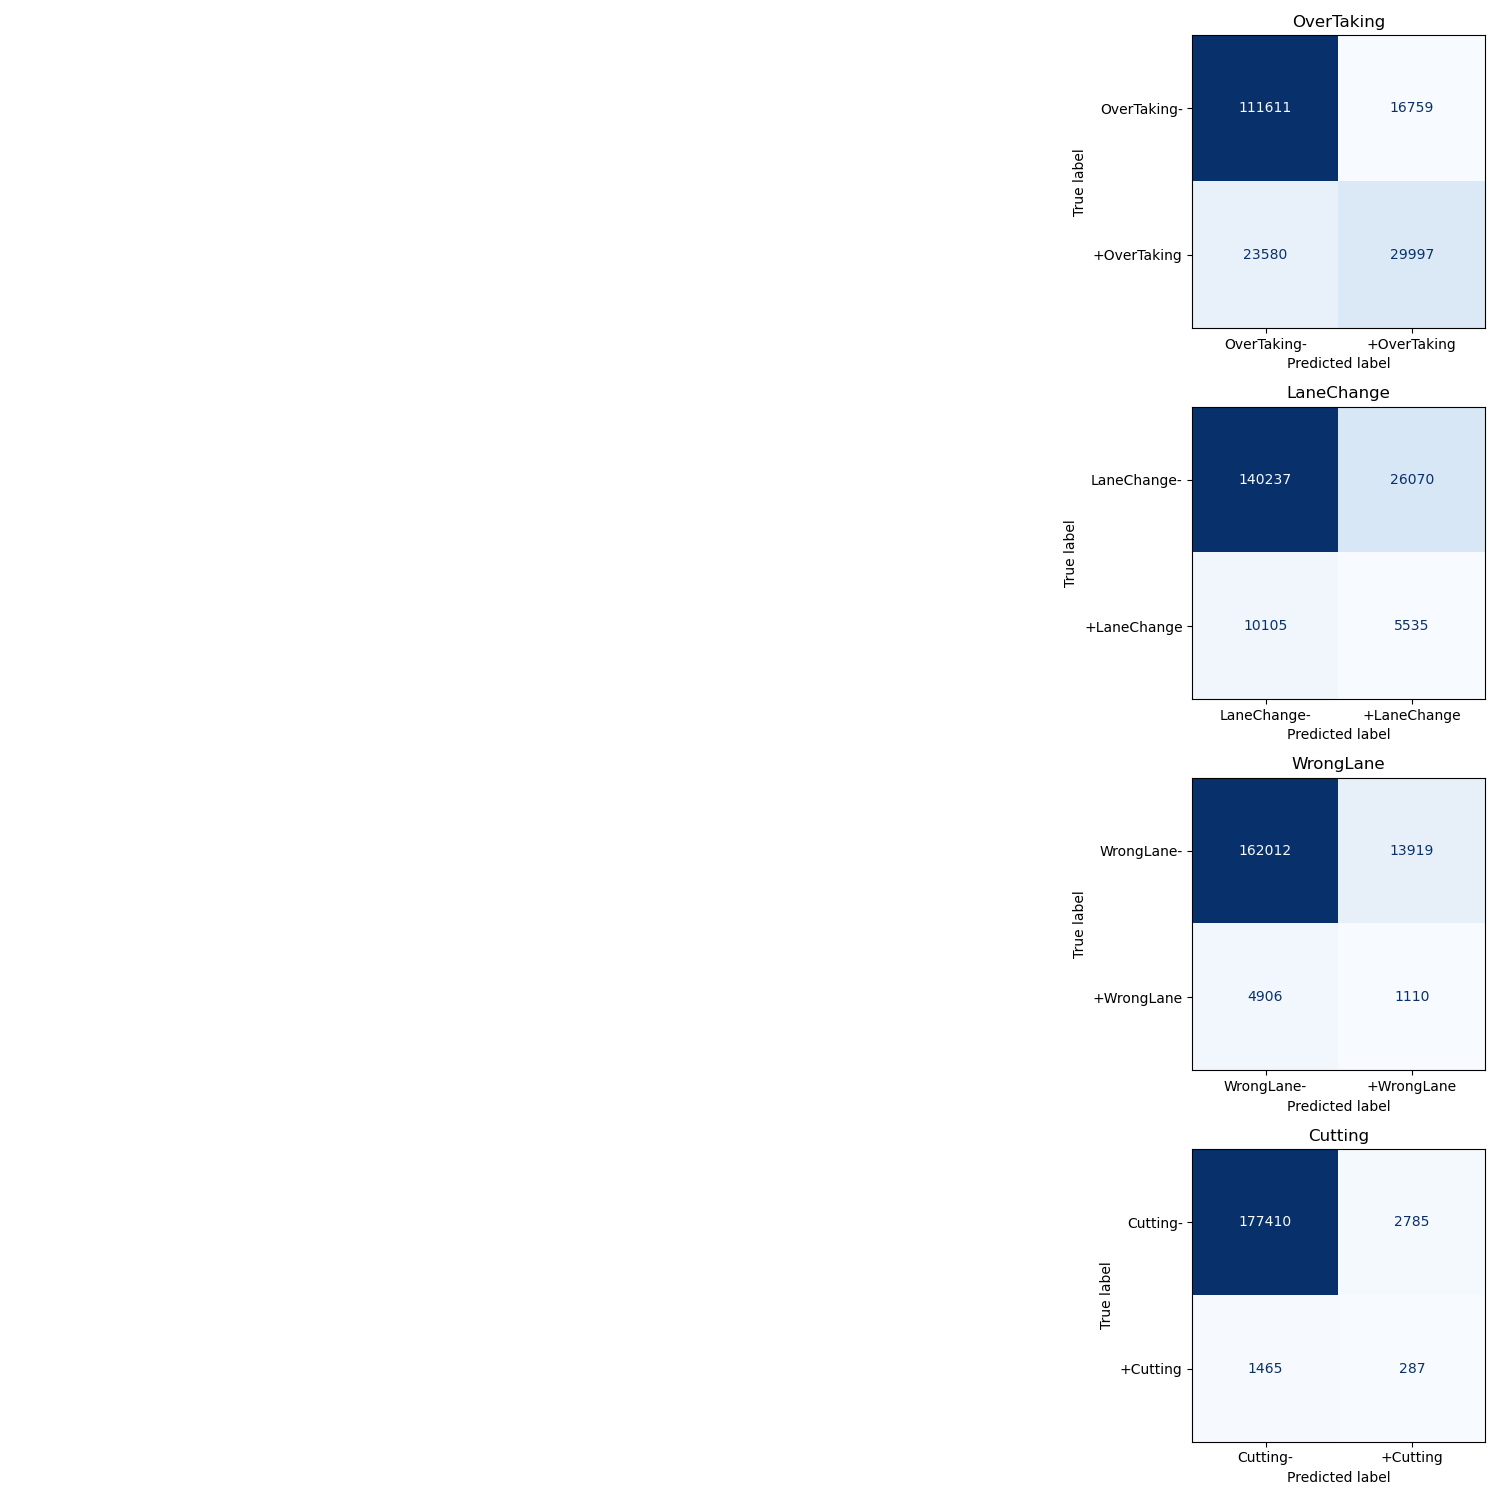 OverTaking
OverTaking-
111611 16759
True label
+OverTaking
23580 29997
OverTaking- +OverTaking
Predicted label
LaneChange
LaneChange-
140237 26070
True label
+LaneChange
10105 5535
LaneChange- +LaneChange
Predicted label
WrongLane
WrongLane-
162012 13919
True label
+WrongLane
4906 1110
WrongLane- +WrongLane
Predicted label
Cutting
Cutting-
177410 2785
True label
+Cutting
1465 287
Cutting- +Cutting
Predicted label